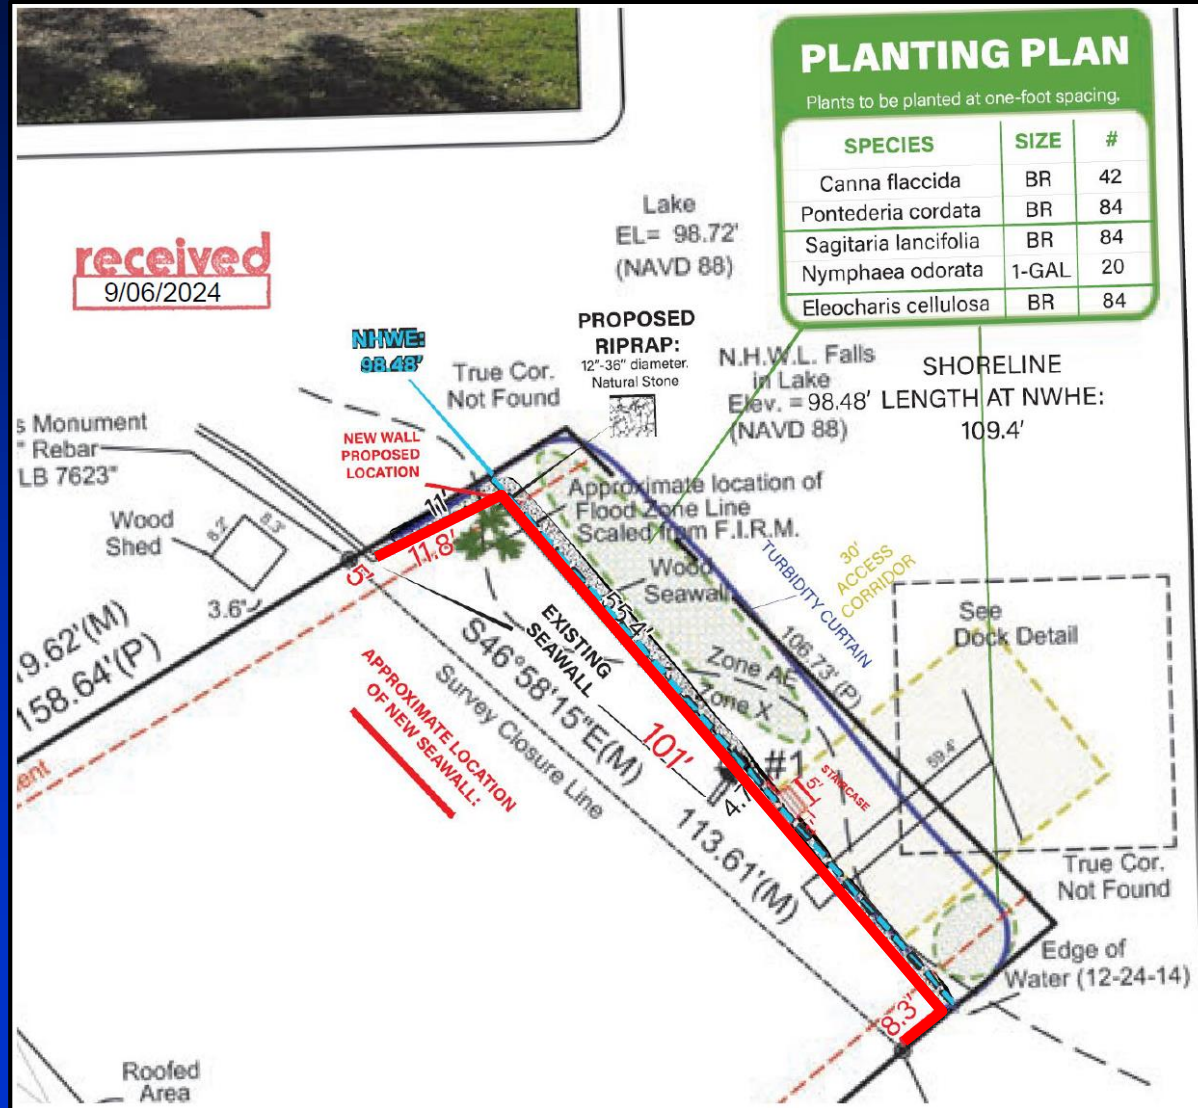 PLANTING PLAN
Plants to be planted at one-foot spacing.
SPECIES SIZE #
Canna flaccida BR 42
Pontederia cordata BR 84
Sagitaria lancifolia BR 84
Nymphaea odorata 1-GAL 20
Eleocharis cellulosa BR 84
Lake
EL= 98.72'
(NAVD 88)
received
9/06/2024
NHWE:
98.48'
True Cor.
Not Found
PROPOSED
RIPRAP:
12"-36" diameter.
Natural Stone
N.H.W.L. Falls
in Lake
Elev. = 98.48'
(NAVD 88)
SHORELINE
LENGTH AT NWHE:
109.4'
s Monument
" Rebar
LB 7623"
NEW WALL
PROPOSED
LOCATION
Wood
Shed
8.2'
8.3'
3.6'
11'
11.8'
5'
Approximate location of
Flood Zone Line
Scaled from F.I.R.M.
Wood
Seawall
TURBIDITY CURTAIN
30'
ACCESS
CORRIDOR
See
Dock Detail
19.62'(M)
158.64'(P)
EXISTING
SEAWALL
55.4'
S46°58'15"E(M)
Survey Closure Line
Zone AE
Zone X
106.73' (P)
APPROXIMATE LOCATION
OF NEW SEAWALL:
101'
#1
4.
5'
STAIRCASE
59.4'
113.61'(M)
True Cor.
Not Found
Edge of
Water (12-24-14)
8.3'
ent
Roofed
Area